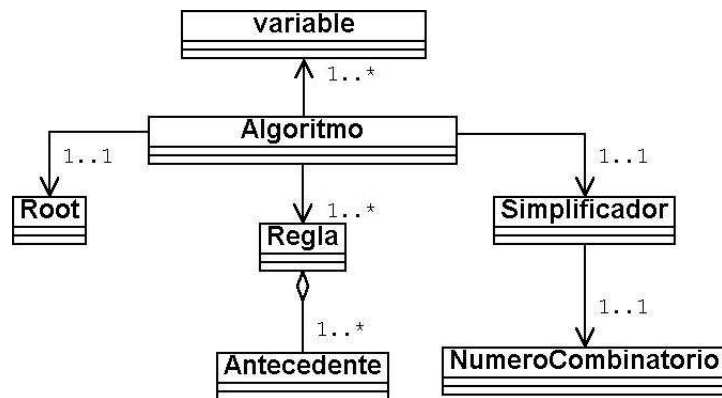 variable
1..*
Algoritmo
1..1
1..1
Root
1..*
Simplificador
Regla
1..1
1..*
Antecedente
NumeroCombinatorio